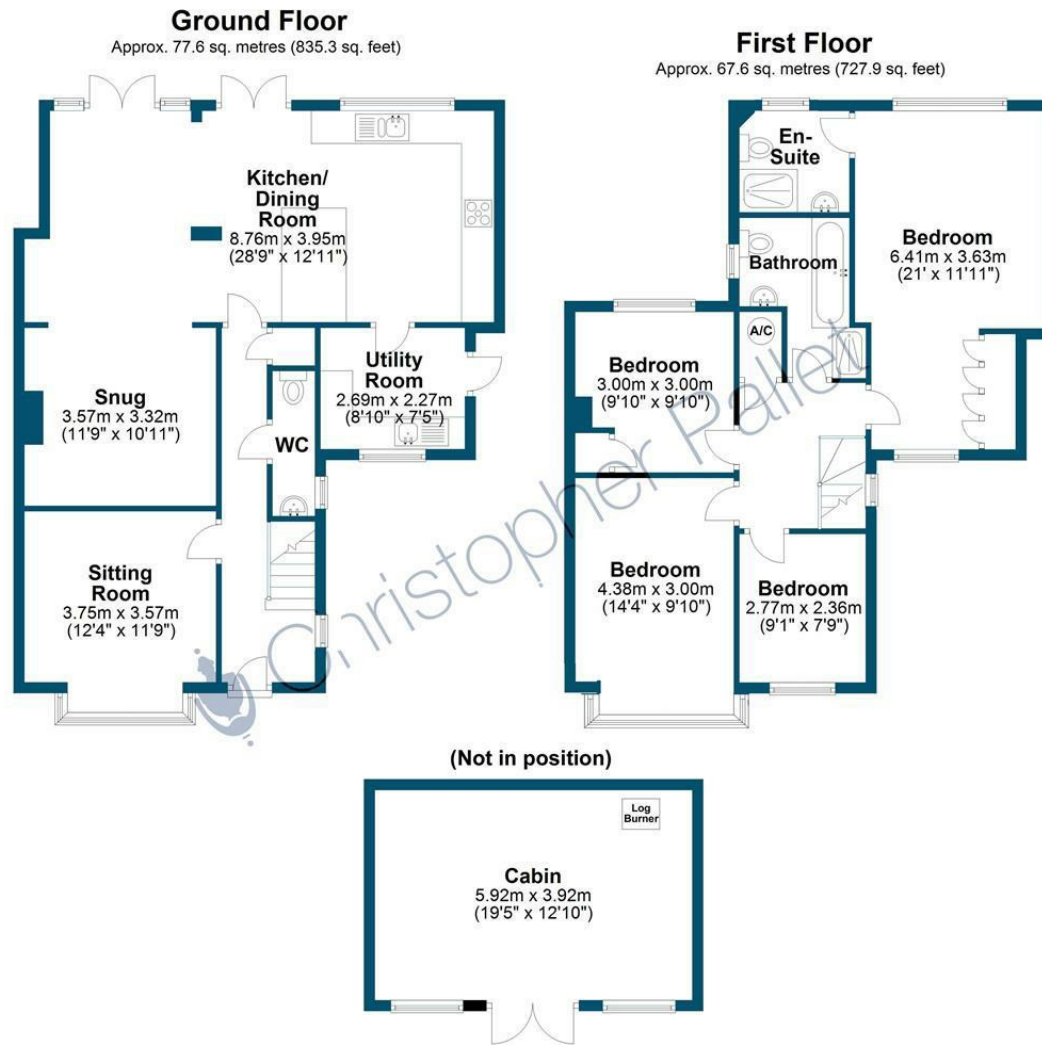 Ground Floor
Approx. 77.6 sq. metres (835.3 sq. feet)
Kitchen/
Dining
Room
8.76m x 3.95m
(28'9" x 12'11")
Snug
3.57m x 3.32m
(11'9" x 10'11")
Utility
Room
2.69m x 2.27m
(8'10" x 7'5")
WC
Sitting
Room
3.75m x 3.57m
(12'4" x 11'9")
First Floor
Approx. 67.6 sq. metres (727.9 sq. feet)
En-
Suite
Bathroom
Bedroom
6.41m x 3.63m
(21' x 11'11")
A/C
Bedroom
3.00m x 3.00m
(9'10" x 9'10")
Bedroom
4.38m x 3.00m
(14'4" x 9'10")
Bedroom
2.77m x 2.36m
(9'1" x 7'9")
Christopher Pallet
(Not in position)
Log
Burner
Cabin
5.92m x 3.92m
(19'5" x 12'10")